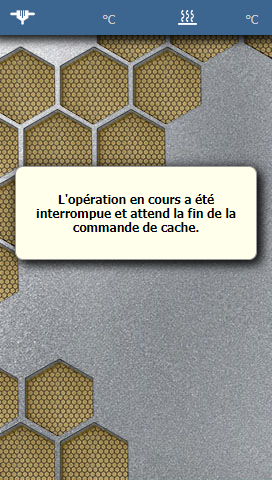 °C °C
L'opération en cours a été
interrompue et attend la fin de la
commande de cache.